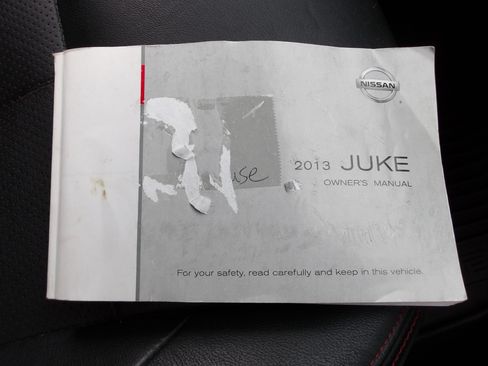 NISSAN
2013 JUKE
OWNER'S MANUAL
For your safety, read carefully and keep in this vehicle.